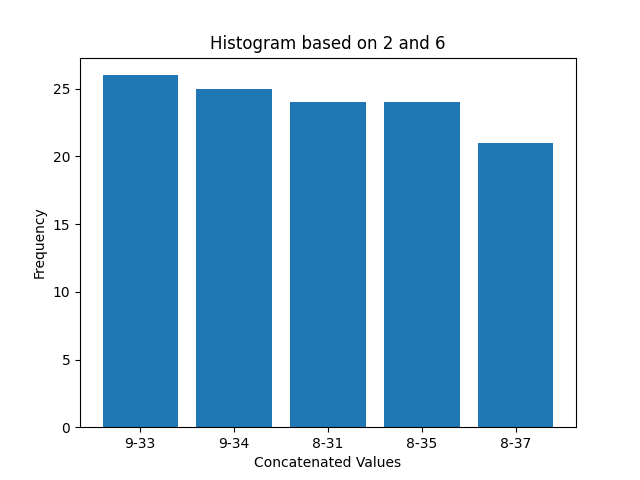 Histogram based on 2 and 6
25
20
15
10
5
0
Frequency
9-33 9-34 8-31 8-35 8-37
Concatenated Values